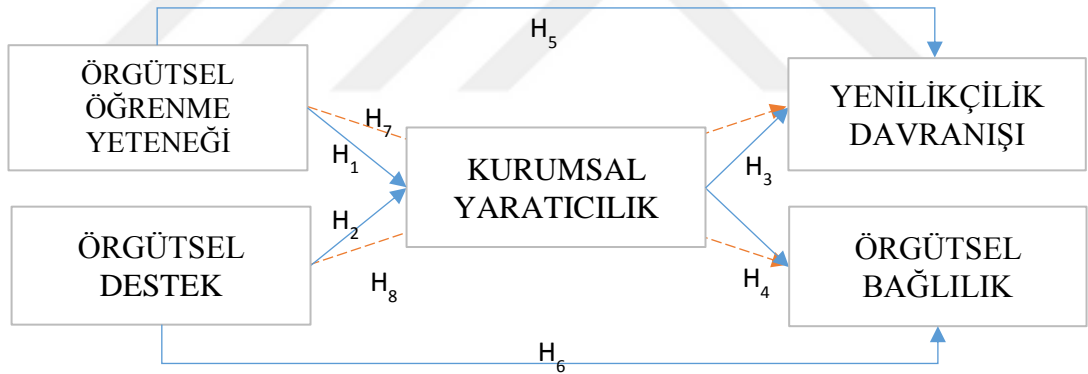 H5
ÖRGÜTSEL
ÖĞRENME
YETENEĞİ
YENİLİKÇİLİK
DAVRANIŞI
H7
H1
KURUMSAL
YARATICILIK
H3
H2
ÖRGÜTSEL
DESTEK
H8
H4
ÖRGÜTSEL
BAĞLILIK
H6